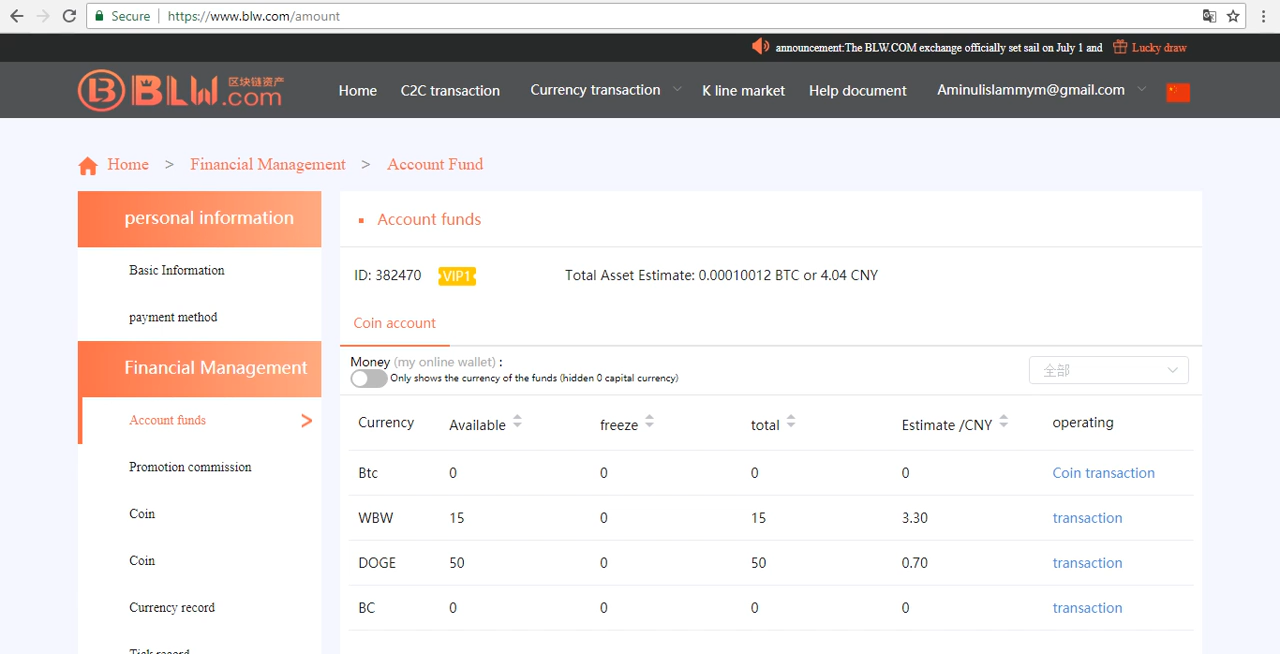 Secure https://www.blw.com/amount
announcement:The BLW.COM exchange officially set sail on July 1 and Lucky draw
BLW.com 区块链资产
Home C2C transaction Currency transaction K line market Help document Aminulislammym@gmail.com
Home > Financial Management > Account Fund
personal information
Basic Information
payment method
Financial Management
Account funds >
Promotion commission
Coin
Coin
Currency record
Tick record
Account funds
ID: 382470 VIP1 Total Asset Estimate: 0.00010012 BTC or 4.04 CNY
Coin account
Money (my online wallet) :
Only shows the currency of the funds (hidden 0 capital currency)
全部
Currency Available freeze total Estimate /CNY operating
Btc 0 0 0 0 Coin transaction
WBW 15 0 15 3.30 transaction
DOGE 50 0 50 0.70 transaction
BC 0 0 0 0 transaction